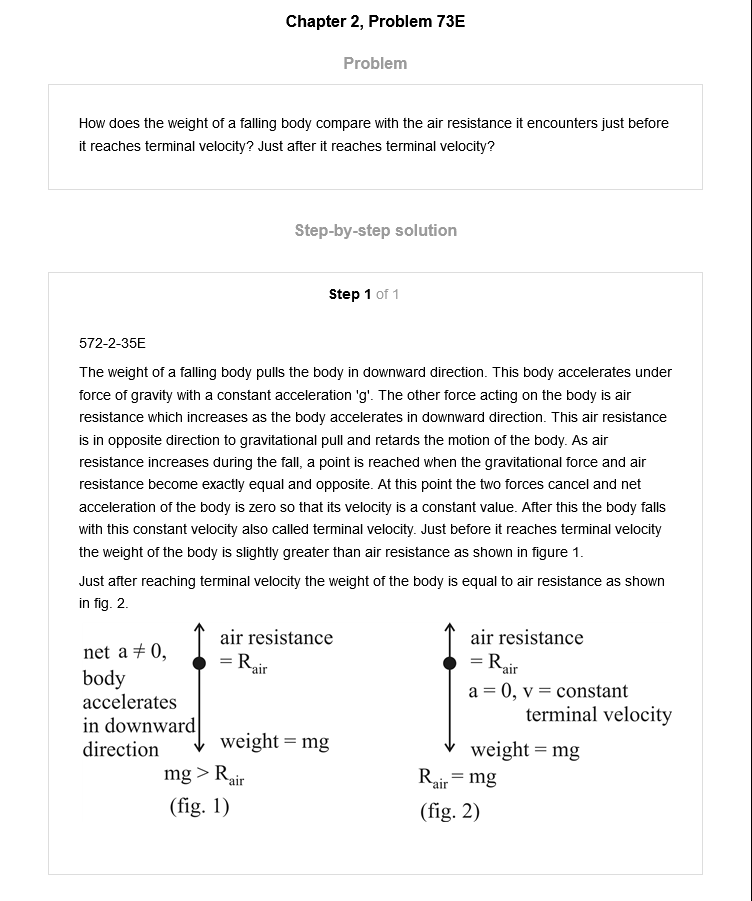 Chapter 2, Problem 73E
Problem
How does the weight of a falling body compare with the air resistance it encounters just before
it reaches terminal velocity? Just after it reaches terminal velocity?
Step-by-step solution
Step 1 of 1
572-2-35E
The weight of a falling body pulls the body in downward direction. This body accelerates under
force of gravity with a constant acceleration 'g'. The other force acting on the body is air
resistance which increases as the body accelerates in downward direction. This air resistance
is in opposite direction to gravitational pull and retards the motion of the body. As air
resistance increases during the fall, a point is reached when the gravitational force and air
resistance become exactly equal and opposite. At this point the two forces cancel and net
acceleration of the body is zero so that its velocity is a constant value. After this the body falls
with this constant velocity also called terminal velocity. Just before it reaches terminal velocity
the weight of the body is slightly greater than air resistance as shown in figure 1.
Just after reaching terminal velocity the weight of the body is equal to air resistance as shown
in fig. 2.
net a ≠ 0,
body
accelerates
in downward
direction
air resistance
= Rair
weight = mg
mg > Rair
(fig. 1)
air resistance
= Rair
a = 0, v = constant
terminal velocity
weight = mg
Rair = mg
(fig. 2)